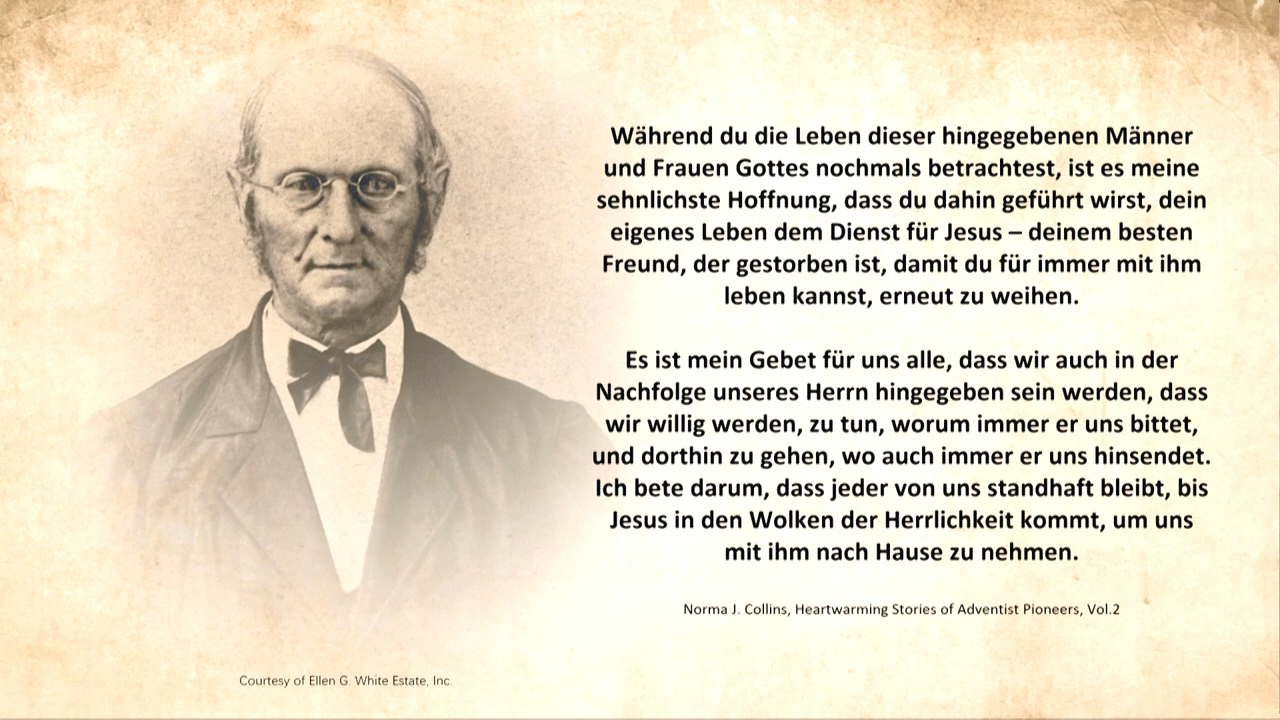 Während du die Leben dieser hingegebenen Männer
und Frauen Gottes nochmals betrachtest, ist es meine
sehnlichste Hoffnung, dass du dahin geführt wirst, dein
eigenes Leben dem Dienst für Jesus – deinem besten
Freund, der gestorben ist, damit du für immer mit ihm
leben kannst, erneut zu weihen.
Es ist mein Gebet für uns alle, dass wir auch in der
Nachfolge unseres Herrn hingegeben sein werden, dass
wir willig werden, zu tun, worum immer er uns bittet,
und dorthin zu gehen, wo auch immer er uns hinsendet.
Ich bete darum, dass jeder von uns standhaft bleibt, bis
Jesus in den Wolken der Herrlichkeit kommt, um uns
mit ihm nach Hause zu nehmen.
Norma J. Collins, Heartwarming Stories of Adventist Pioneers, Vol.2
Courtesy of Ellen G. White Estate, Inc.